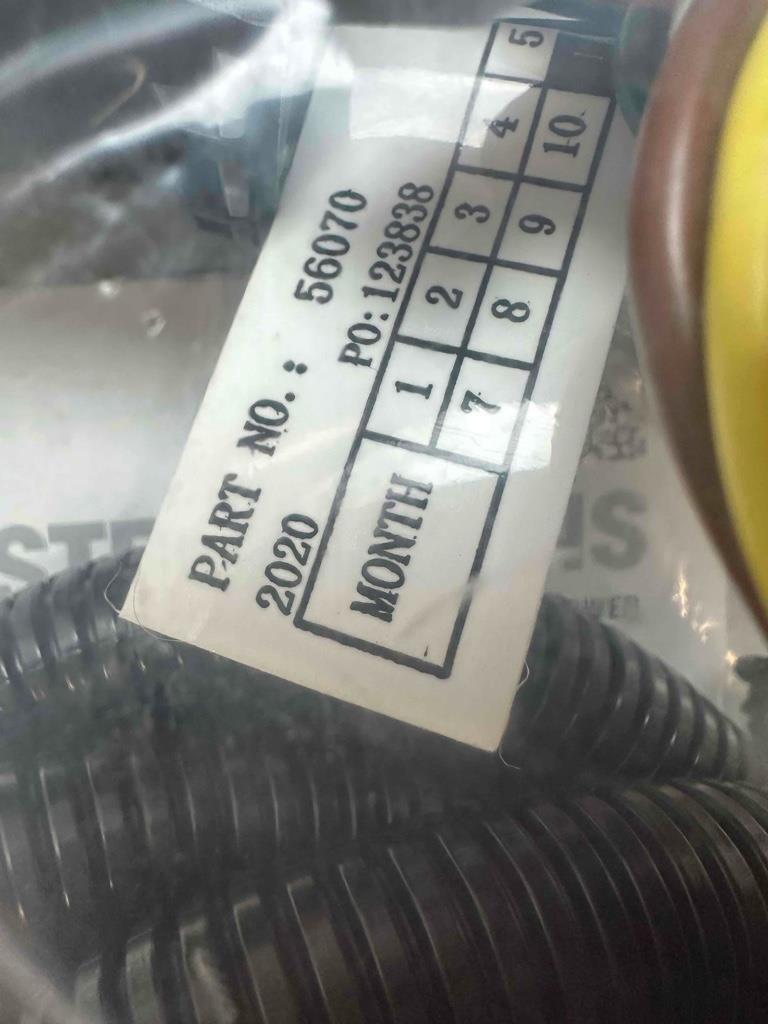 PART NO.: 56070
2020 PO:123838
MONTH 1 2 3 4 5
7 8 9 10